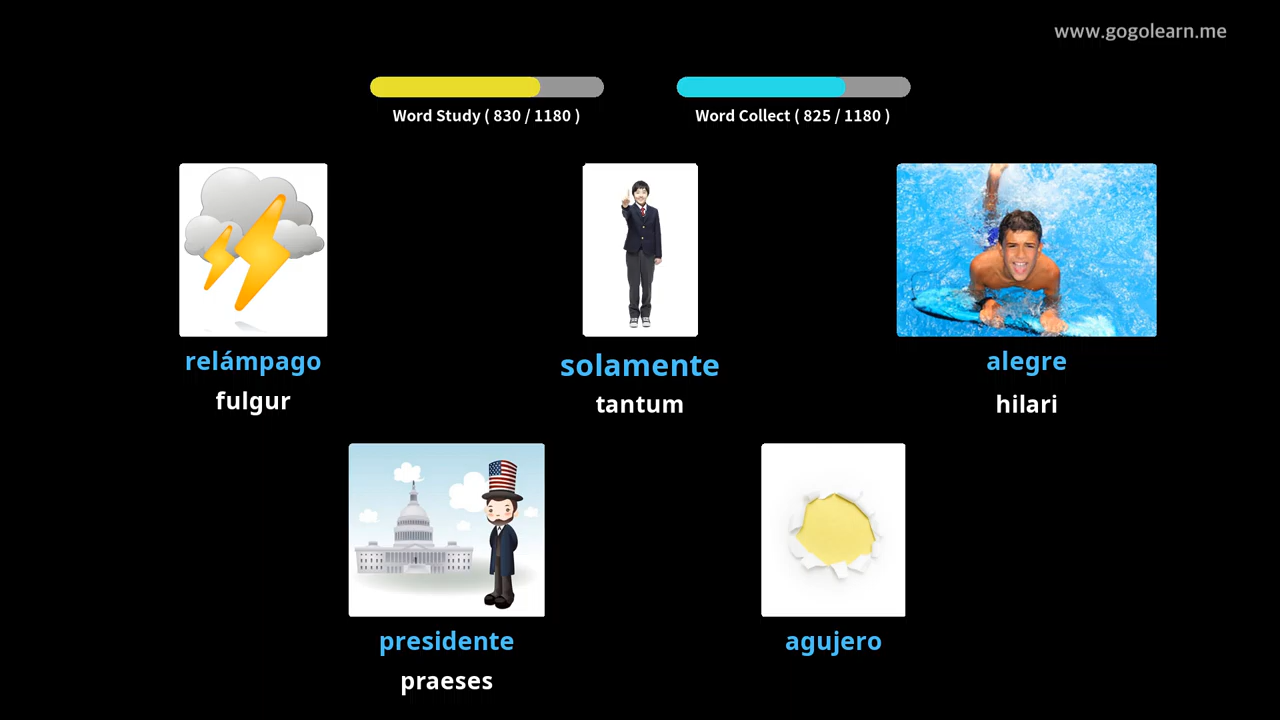 www.gogolearn.me
Word Study ( 830 / 1180 )
Word Collect ( 825 / 1180 )
relámpago
fulgur
solamente
tantum
alegre
hilari
presidente
praeses
agujero